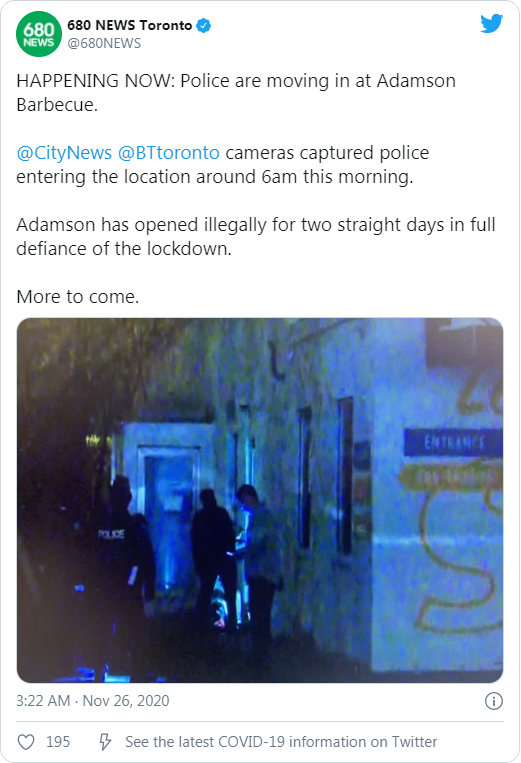 680 NEWS
680 NEWS Toronto
@680NEWS
HAPPENING NOW: Police are moving in at Adamson
Barbecue.
@CityNews @BTtoronto cameras captured police
entering the location around 6am this morning.
Adamson has opened illegally for two straight days in full
defiance of the lockdown.
More to come.
ENTRANCE
POLICE
3:22 AM · Nov 26, 2020
195
See the latest COVID-19 information on Twitter